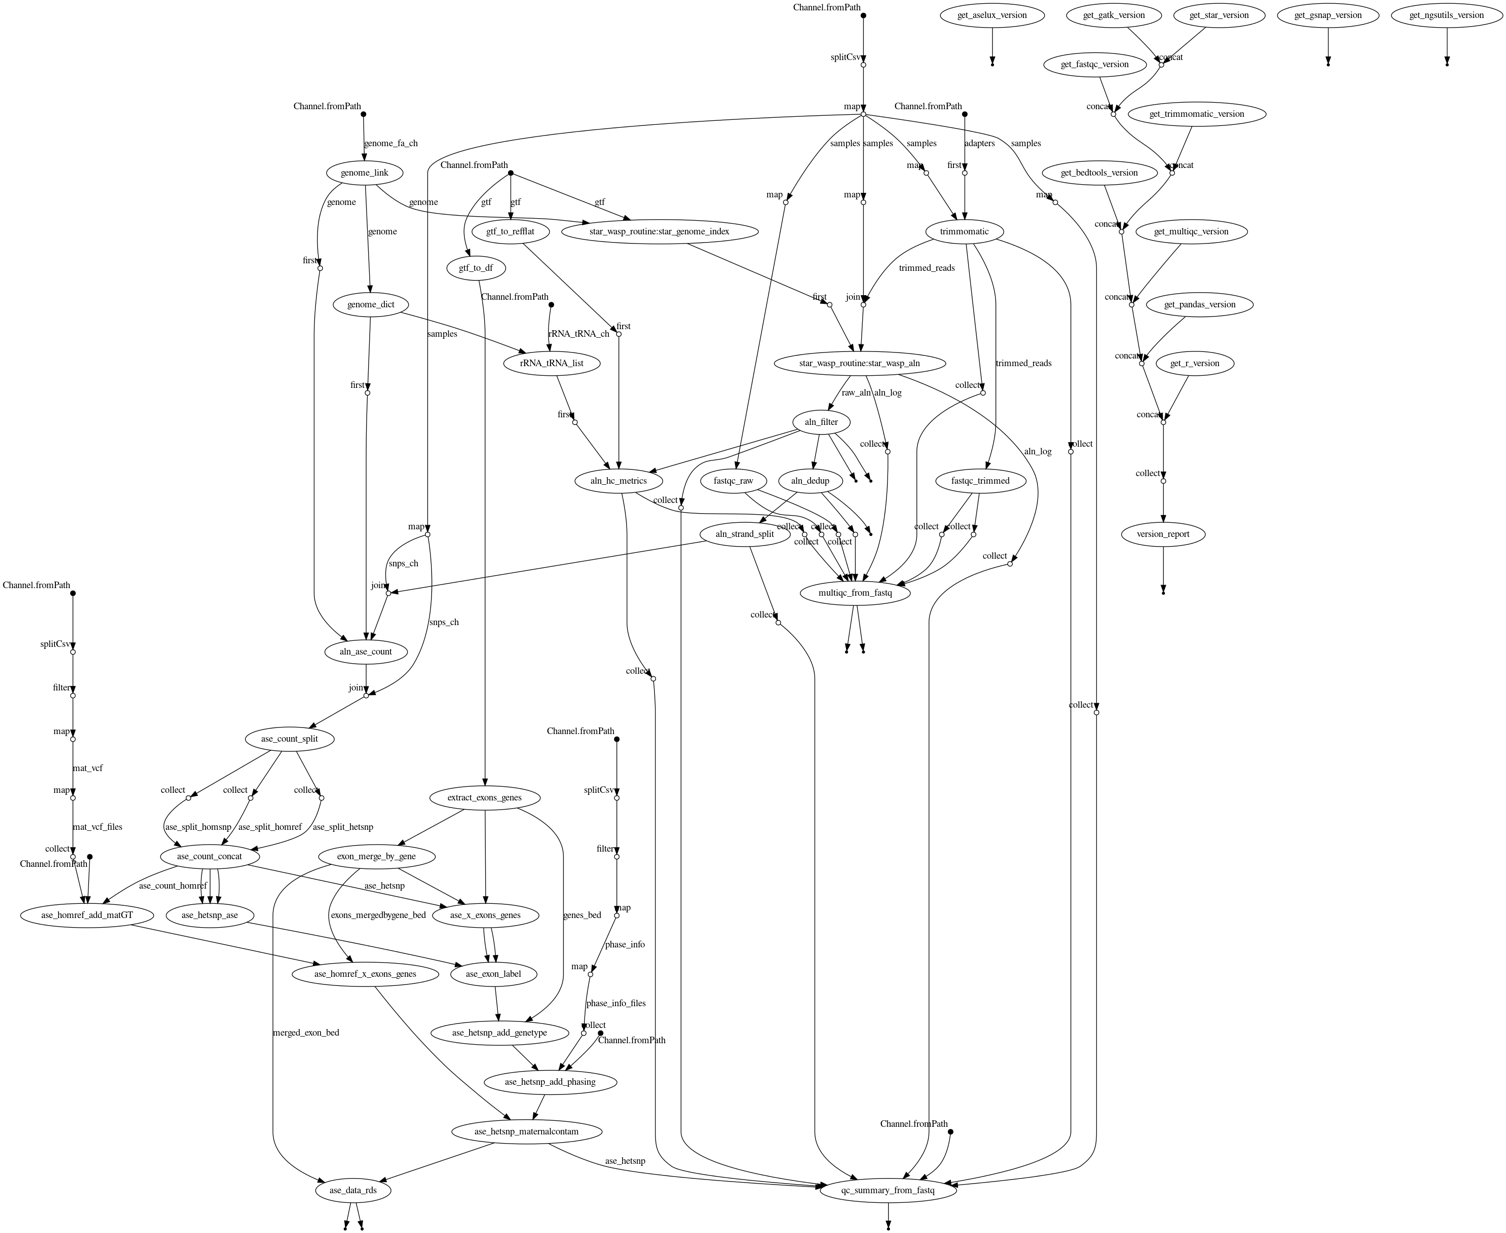 Channel.fromPath
get_aselux_version
get_gatk_version
get_star_version
get_gsnap_version
get_ngsutils_version
splitCsv
concat
get_fastqc_version
Channel.fromPath
map
Channel.fromPath
concat
get_trimmomatic_version
genome_fa_ch
samples
samples
samples
adapters
samples
Channel.fromPath
map
first
concat
genome_link
get_bedtools_version
map
map
map
genome
genome
gtf
gtf
gtf
concat
genome
gtf_to_refflat
star_wasp_routine:star_genome_index
trimmomatic
get_multiqc_version
first
gtf_to_df
trimmed_reads
Channel.fromPath
first
join
concat
genome_dict
get_pandas_version
samples
rRNA_tRNA_ch
first
concat
rRNA_tRNA_list
star_wasp_routine:star_wasp_aln
trimmed_reads
get_r_version
first
collect
raw_aln
aln_log
first
concat
aln_filter
collect
collect
aln_log
collect
aln_hc_metrics
fastqc_raw
aln_dedup
fastqc_trimmed
collect
map
collect
collect
collect
collect
aln_strand_split
collect
version_report
snps_ch
collect
Channel.fromPath
join
multiqc_from_fastq
collect
snps_ch
splitCsv
aln_ase_count
collect
filter
join
collect
map
ase_count_split
Channel.fromPath
mat_vcf
map
collect
collect
collect
extract_exons_genes
splitCsv
mat_vcf_files
ase_split_homsnp
ase_split_homref
ase_split_hetsnp
collect
filter
Channel.fromPath
ase_count_concat
exon_merge_by_gene
ase_count_homref
ase_hetsnp
map
ase_homref_add_matGT
ase_hetsnp_ase
exons_mergedbygene_bed
ase_x_exons_genes
genes_bed
phase_info
map
ase_homref_x_exons_genes
ase_exon_label
phase_info_files
collect
merged_exon_bed
ase_hetsnp_add_genetype
Channel.fromPath
ase_hetsnp_add_phasing
Channel.fromPath
ase_hetsnp_maternalcontam
ase_hetsnp
ase_data_rds
qc_summary_from_fastq